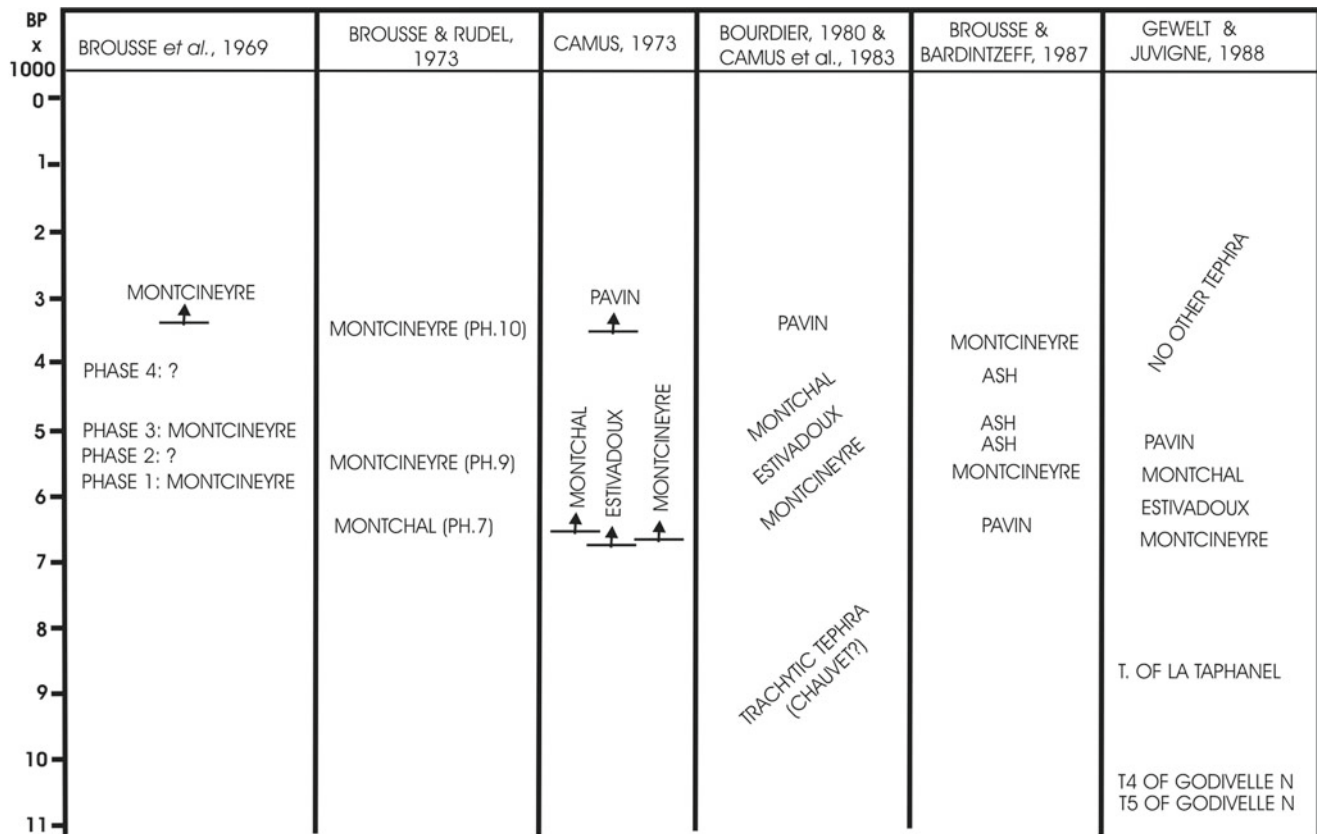 BP
x
1000
0
1
2
3
4
5
6
7
8
9
10
11
BROUSSE et al., 1969
MONTCINEYRE
PHASE 4: ?
PHASE 3: MONTCINEYRE
PHASE 2: ?
PHASE 1: MONTCINEYRE
BROUSSE & RUDEL,
1973
MONTCINEYRE (PH.10)
MONTCINEYRE (PH.9)
MONTCHAL (PH.7)
CAMUS, 1973
PAVIN
MONTCHAL
ESTIVADOUX
MONTCINEYRE
BOURDIER, 1980 &
CAMUS et al., 1983
PAVIN
MONTCHAL
ESTIVADOUX
MONTCINEYRE
TRACHYTIC TEPHRA
(CHAUVET?)
BROUSSE &
BARDINTZEFF, 1987
MONTCINEYRE
ASH
ASH
ASH
MONTCINEYRE
PAVIN
GEWELT &
JUVIGNE, 1988
NO OTHER TEPHRA
PAVIN
MONTCHAL
ESTIVADOUX
MONTCINEYRE
T. OF LA TAPHANEL
T4 OF GODIVELLE N
T5 OF GODIVELLE N